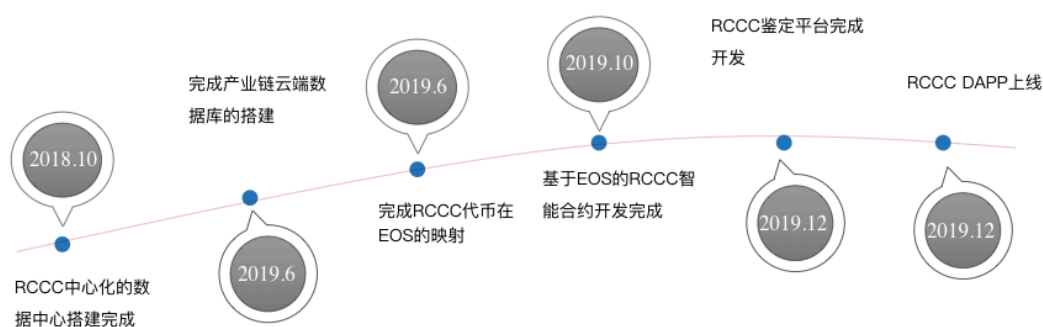 2018.10
RCCC中心化的数
据中心搭建完成
完成产业链云端数
据库的搭建
2019.6
2019.6
完成RCCC代币在
EOS的映射
2019.10
基于EOS的RCCC智
能合约开发完成
RCCC鉴定平台完成
开发
2019.12
RCCC DAPP上线
2019.12